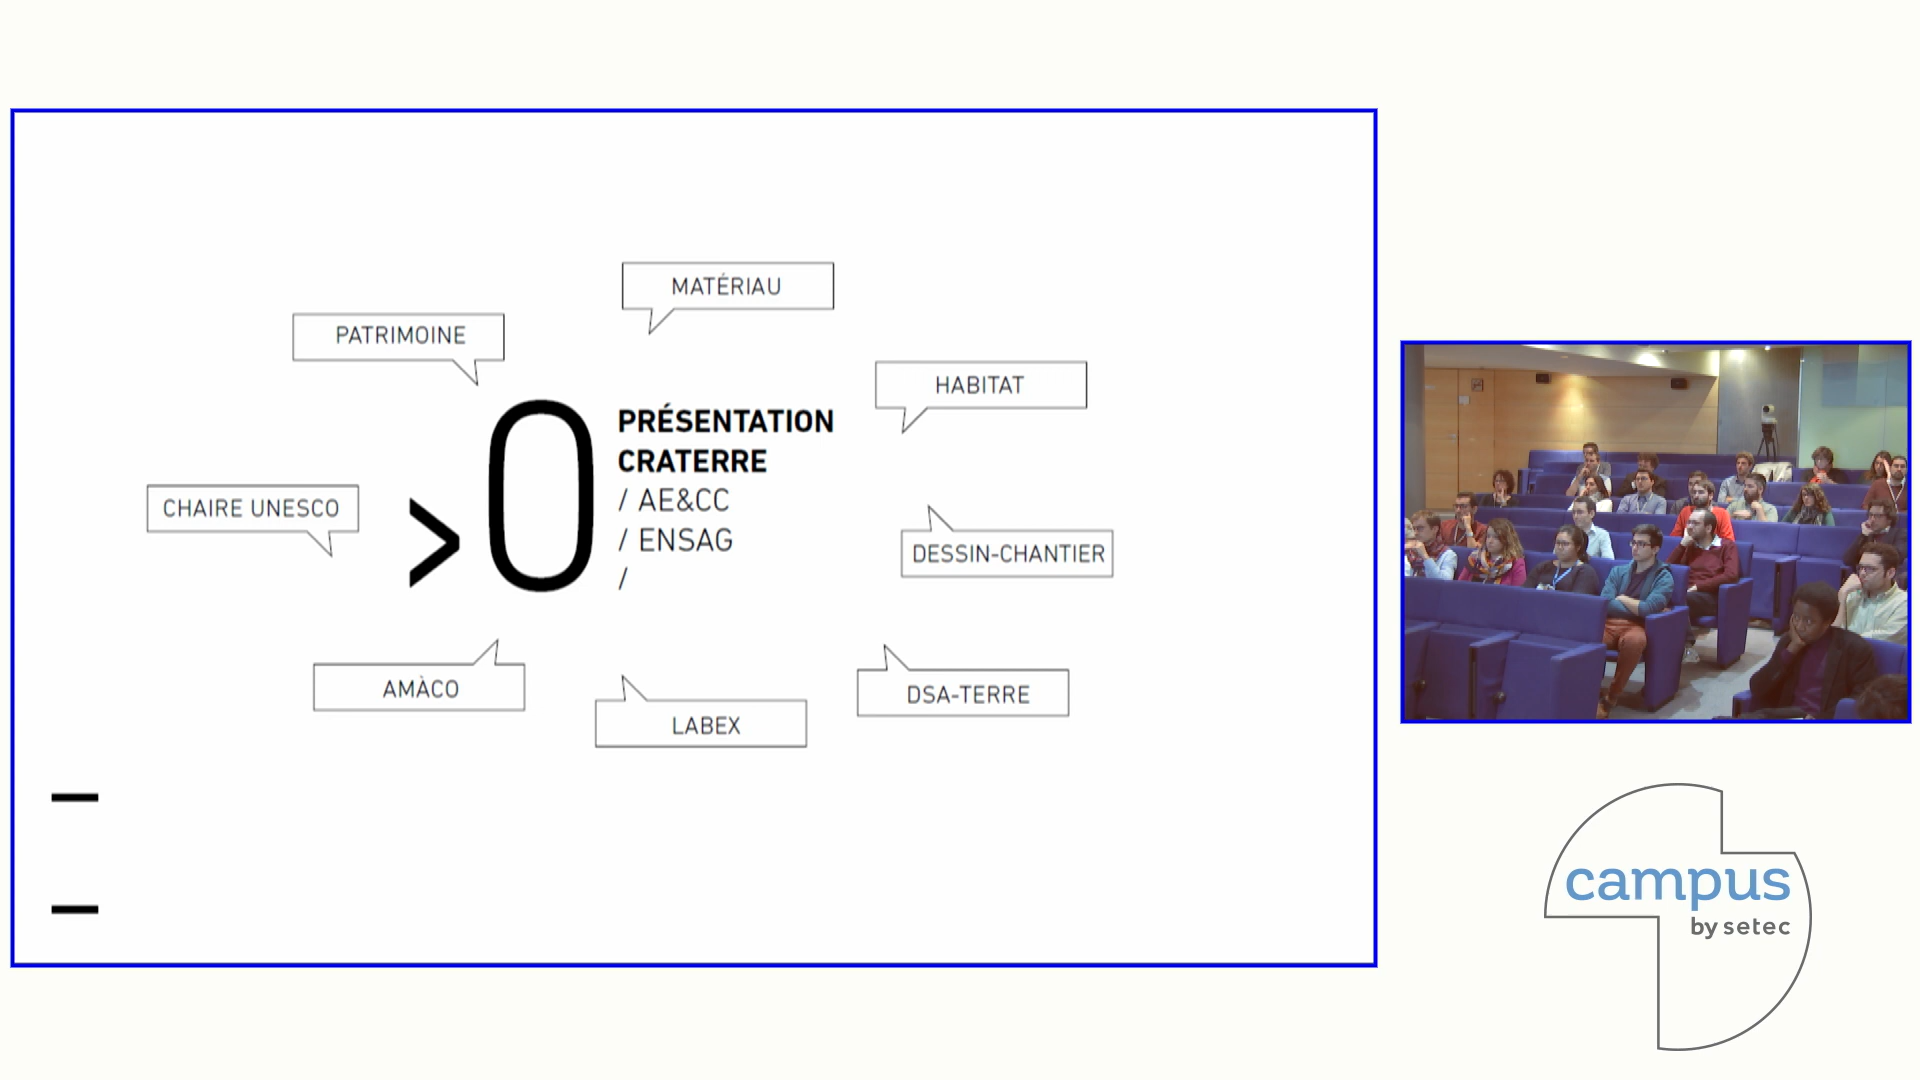 MATÉRIAU
PATRIMOINE
HABITAT
>0
PRÉSENTATION
CRATERRE
/ AE&CC
/ ENSAG
/
CHAIRE UNESCO
DESSIN-CHANTIER
AMÀCO
LABEX
DSA-TERRE
campus
by setec